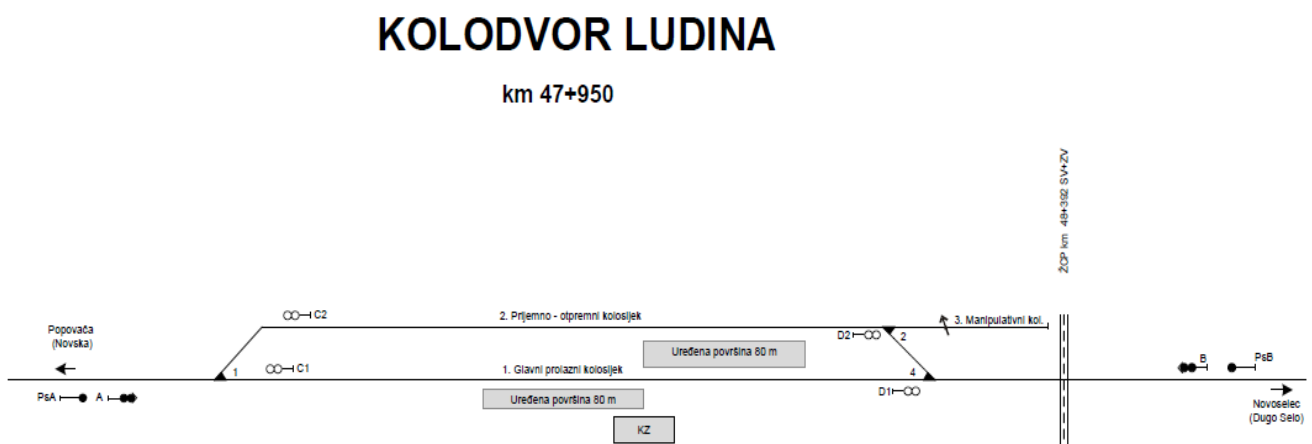 KOLODVOR LUDINA
km 47+950
ŽCP km 48+392 SV+ZV
C2
2. Prijemno - otpremni kolosijek
3. Manipulativni kol.
Popovača
(Novska)
D2
2
Uređena površina 80 m
B
PsB
1
C1
1. Glavni prolazni kolosijek
4
PsA
A
Uređena površina 80 m
D1
Novoselec
(Dugo Selo)
KZ